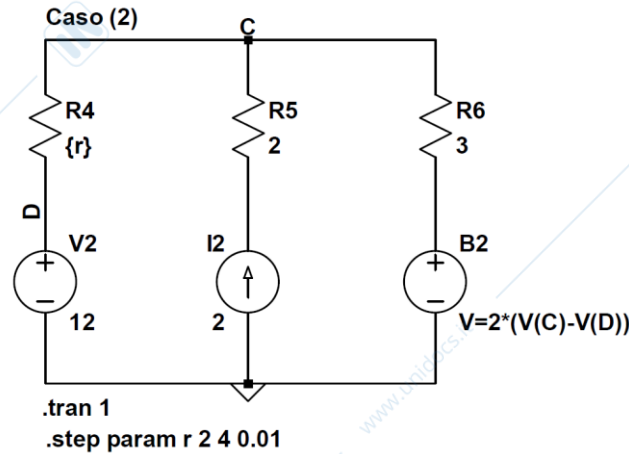 Caso (2)
C
R4
{r}
R5
2
R6
3
D
V2
12
I2
2
B2
V=2*(V(C)-V(D))
.tran 1
.step param r 2 4 0.01